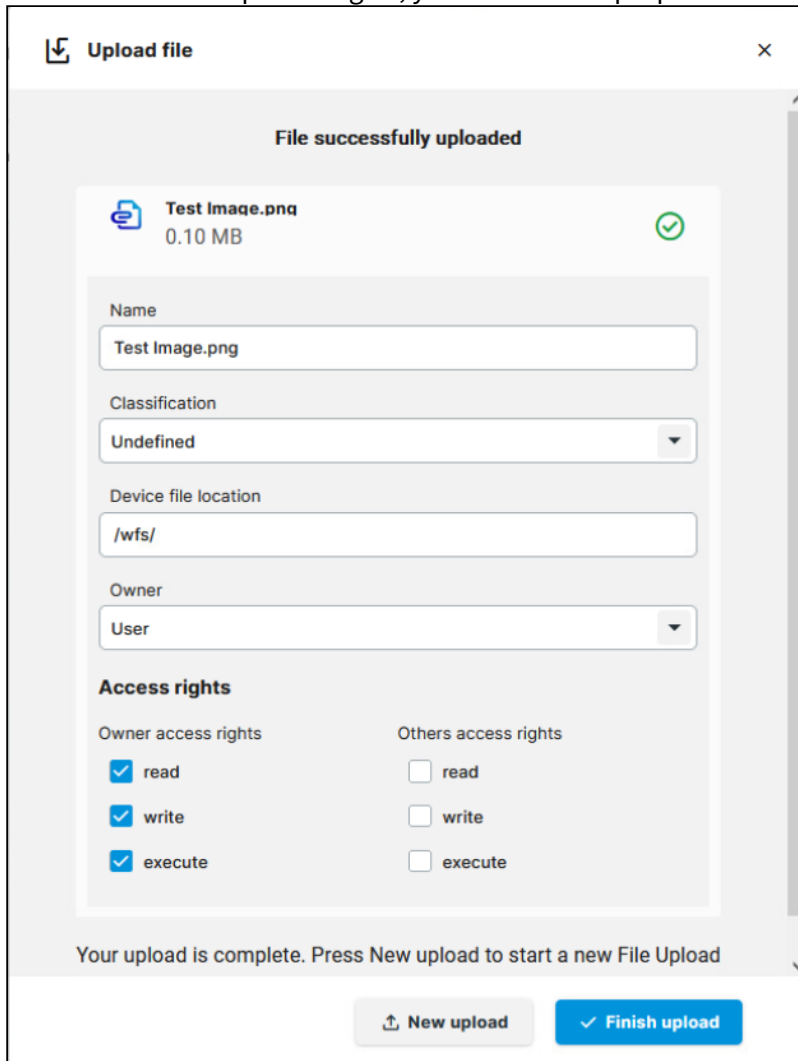 Upload file
File successfully uploaded
Test Image.png
0.10 MB
Name
Test Image.png
Classification
Undefined
Device file location
/wfs/
Owner
User
Access rights
Owner access rights Others access rights
read read
write write
execute execute
Your upload is complete. Press New upload to start a new File Upload
New upload Finish upload